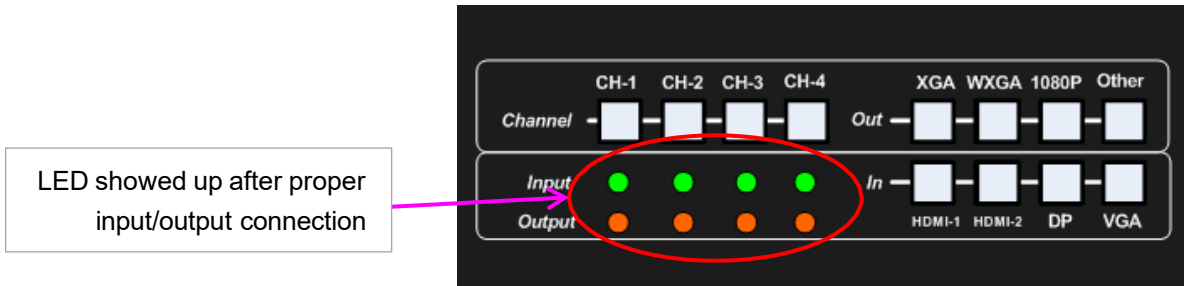 CH-1 CH-2 CH-3 CH-4 XGA WXGA 1080P Other
Channel Out
LED showed up after proper
input/output connection
Input In
Output HDMI-1 HDMI-2 DP VGA